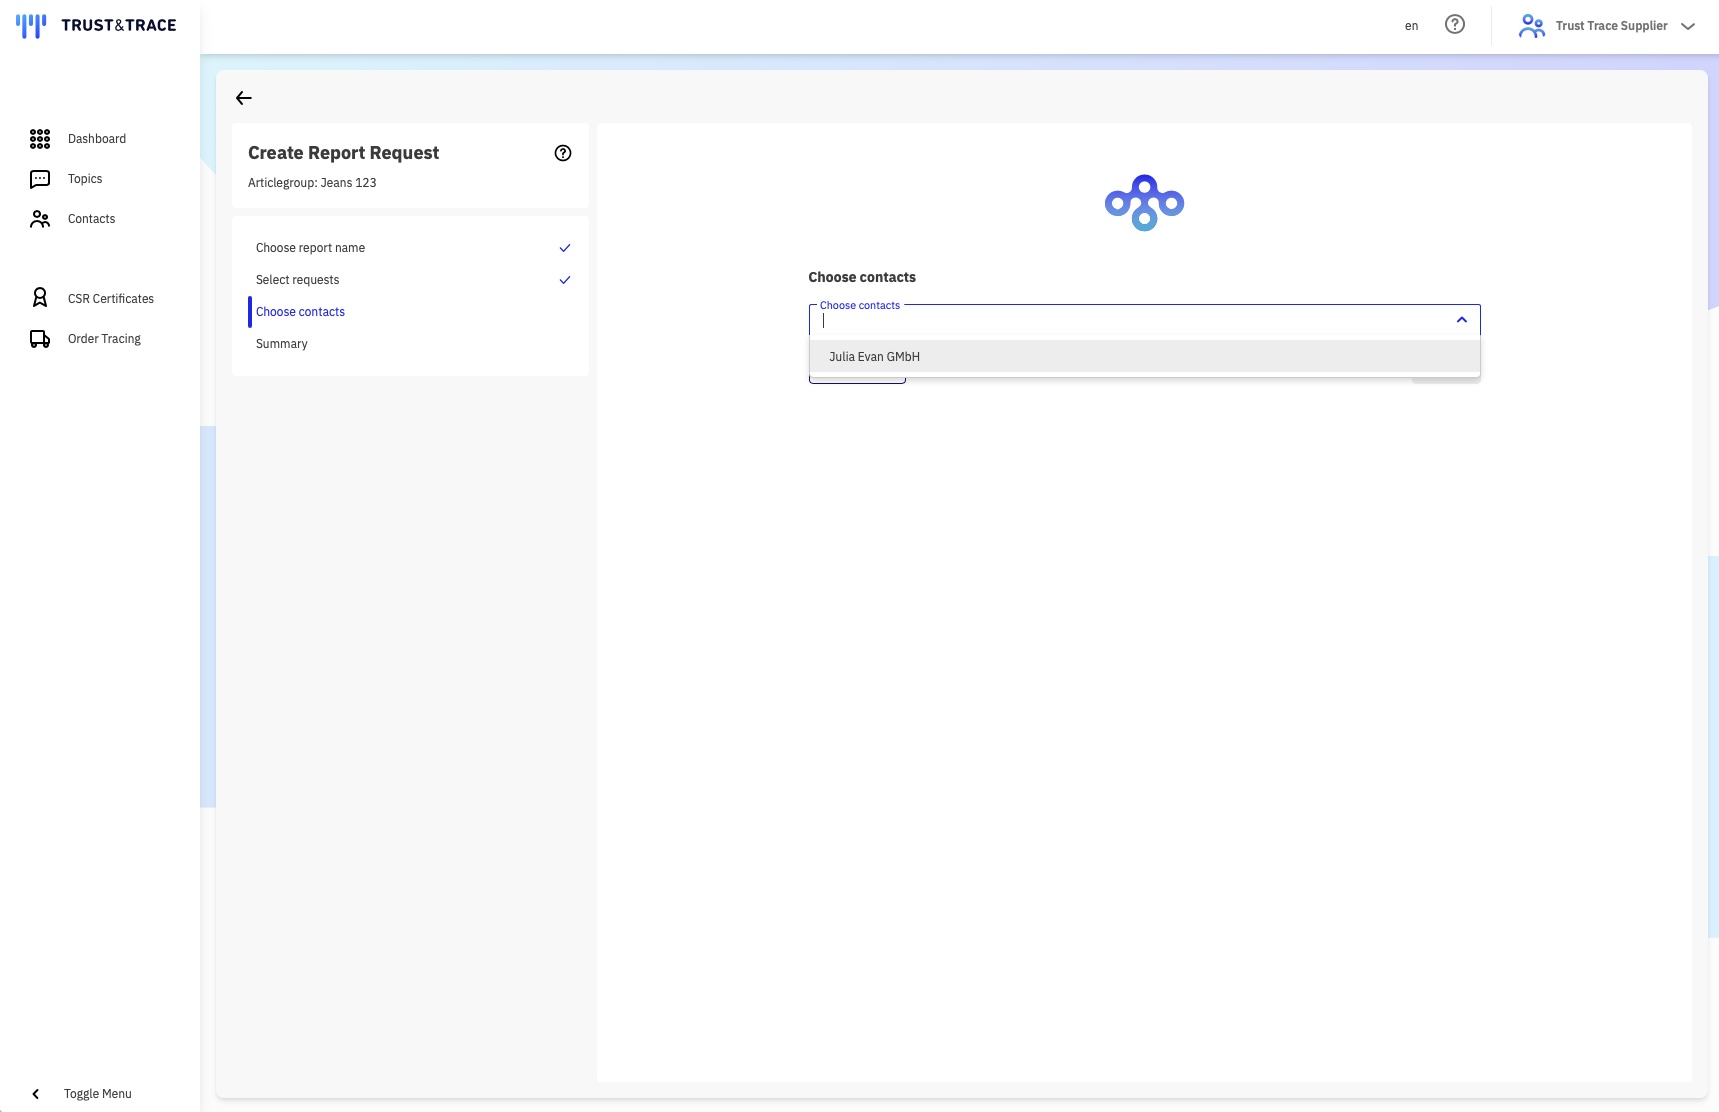 TRUST&TRACE
en
Trust Trace Supplier
Dashboard
Topics
Contacts
CSR Certificates
Order Tracing
Toggle Menu
Create Report Request
Articlegroup: Jeans 123
Choose report name
Select requests
Choose contacts
Summary
Choose contacts
Choose contacts
Julia Evan GMbH